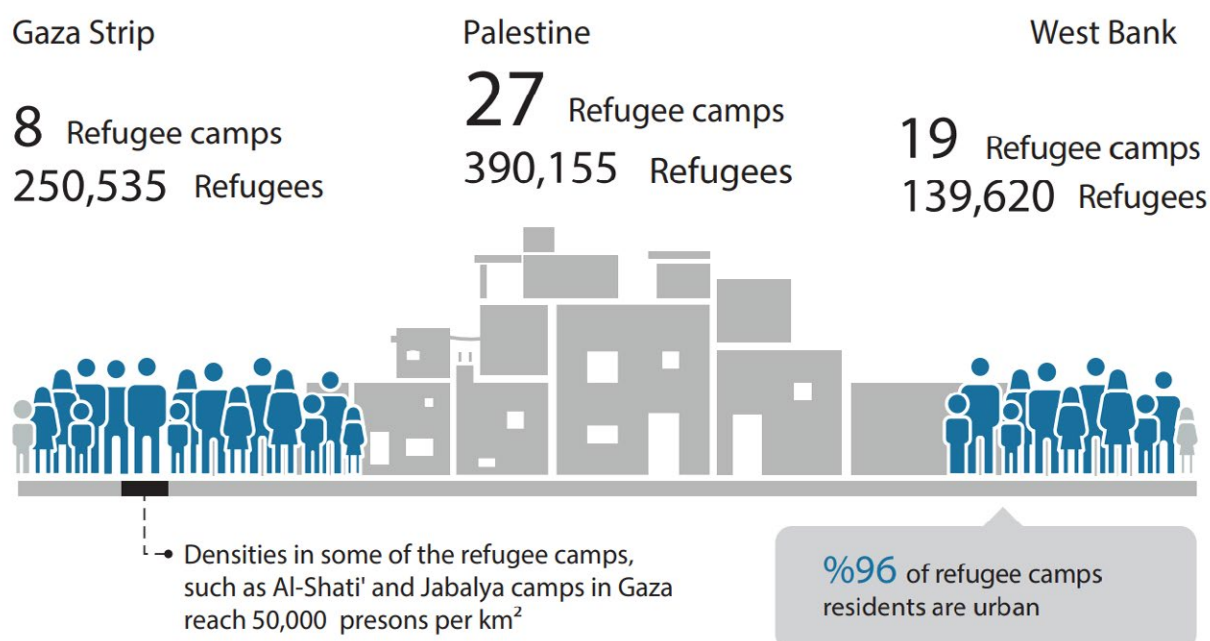 Gaza Strip
8 Refugee camps
250,535 Refugees
Palestine
27 Refugee camps
390,155 Refugees
West Bank
19 Refugee camps
139,620 Refugees
Densities in some of the refugee camps,
such as Al-Shati' and Jabalya camps in Gaza
reach 50,000 presons per km²
%96 of refugee camps
residents are urban